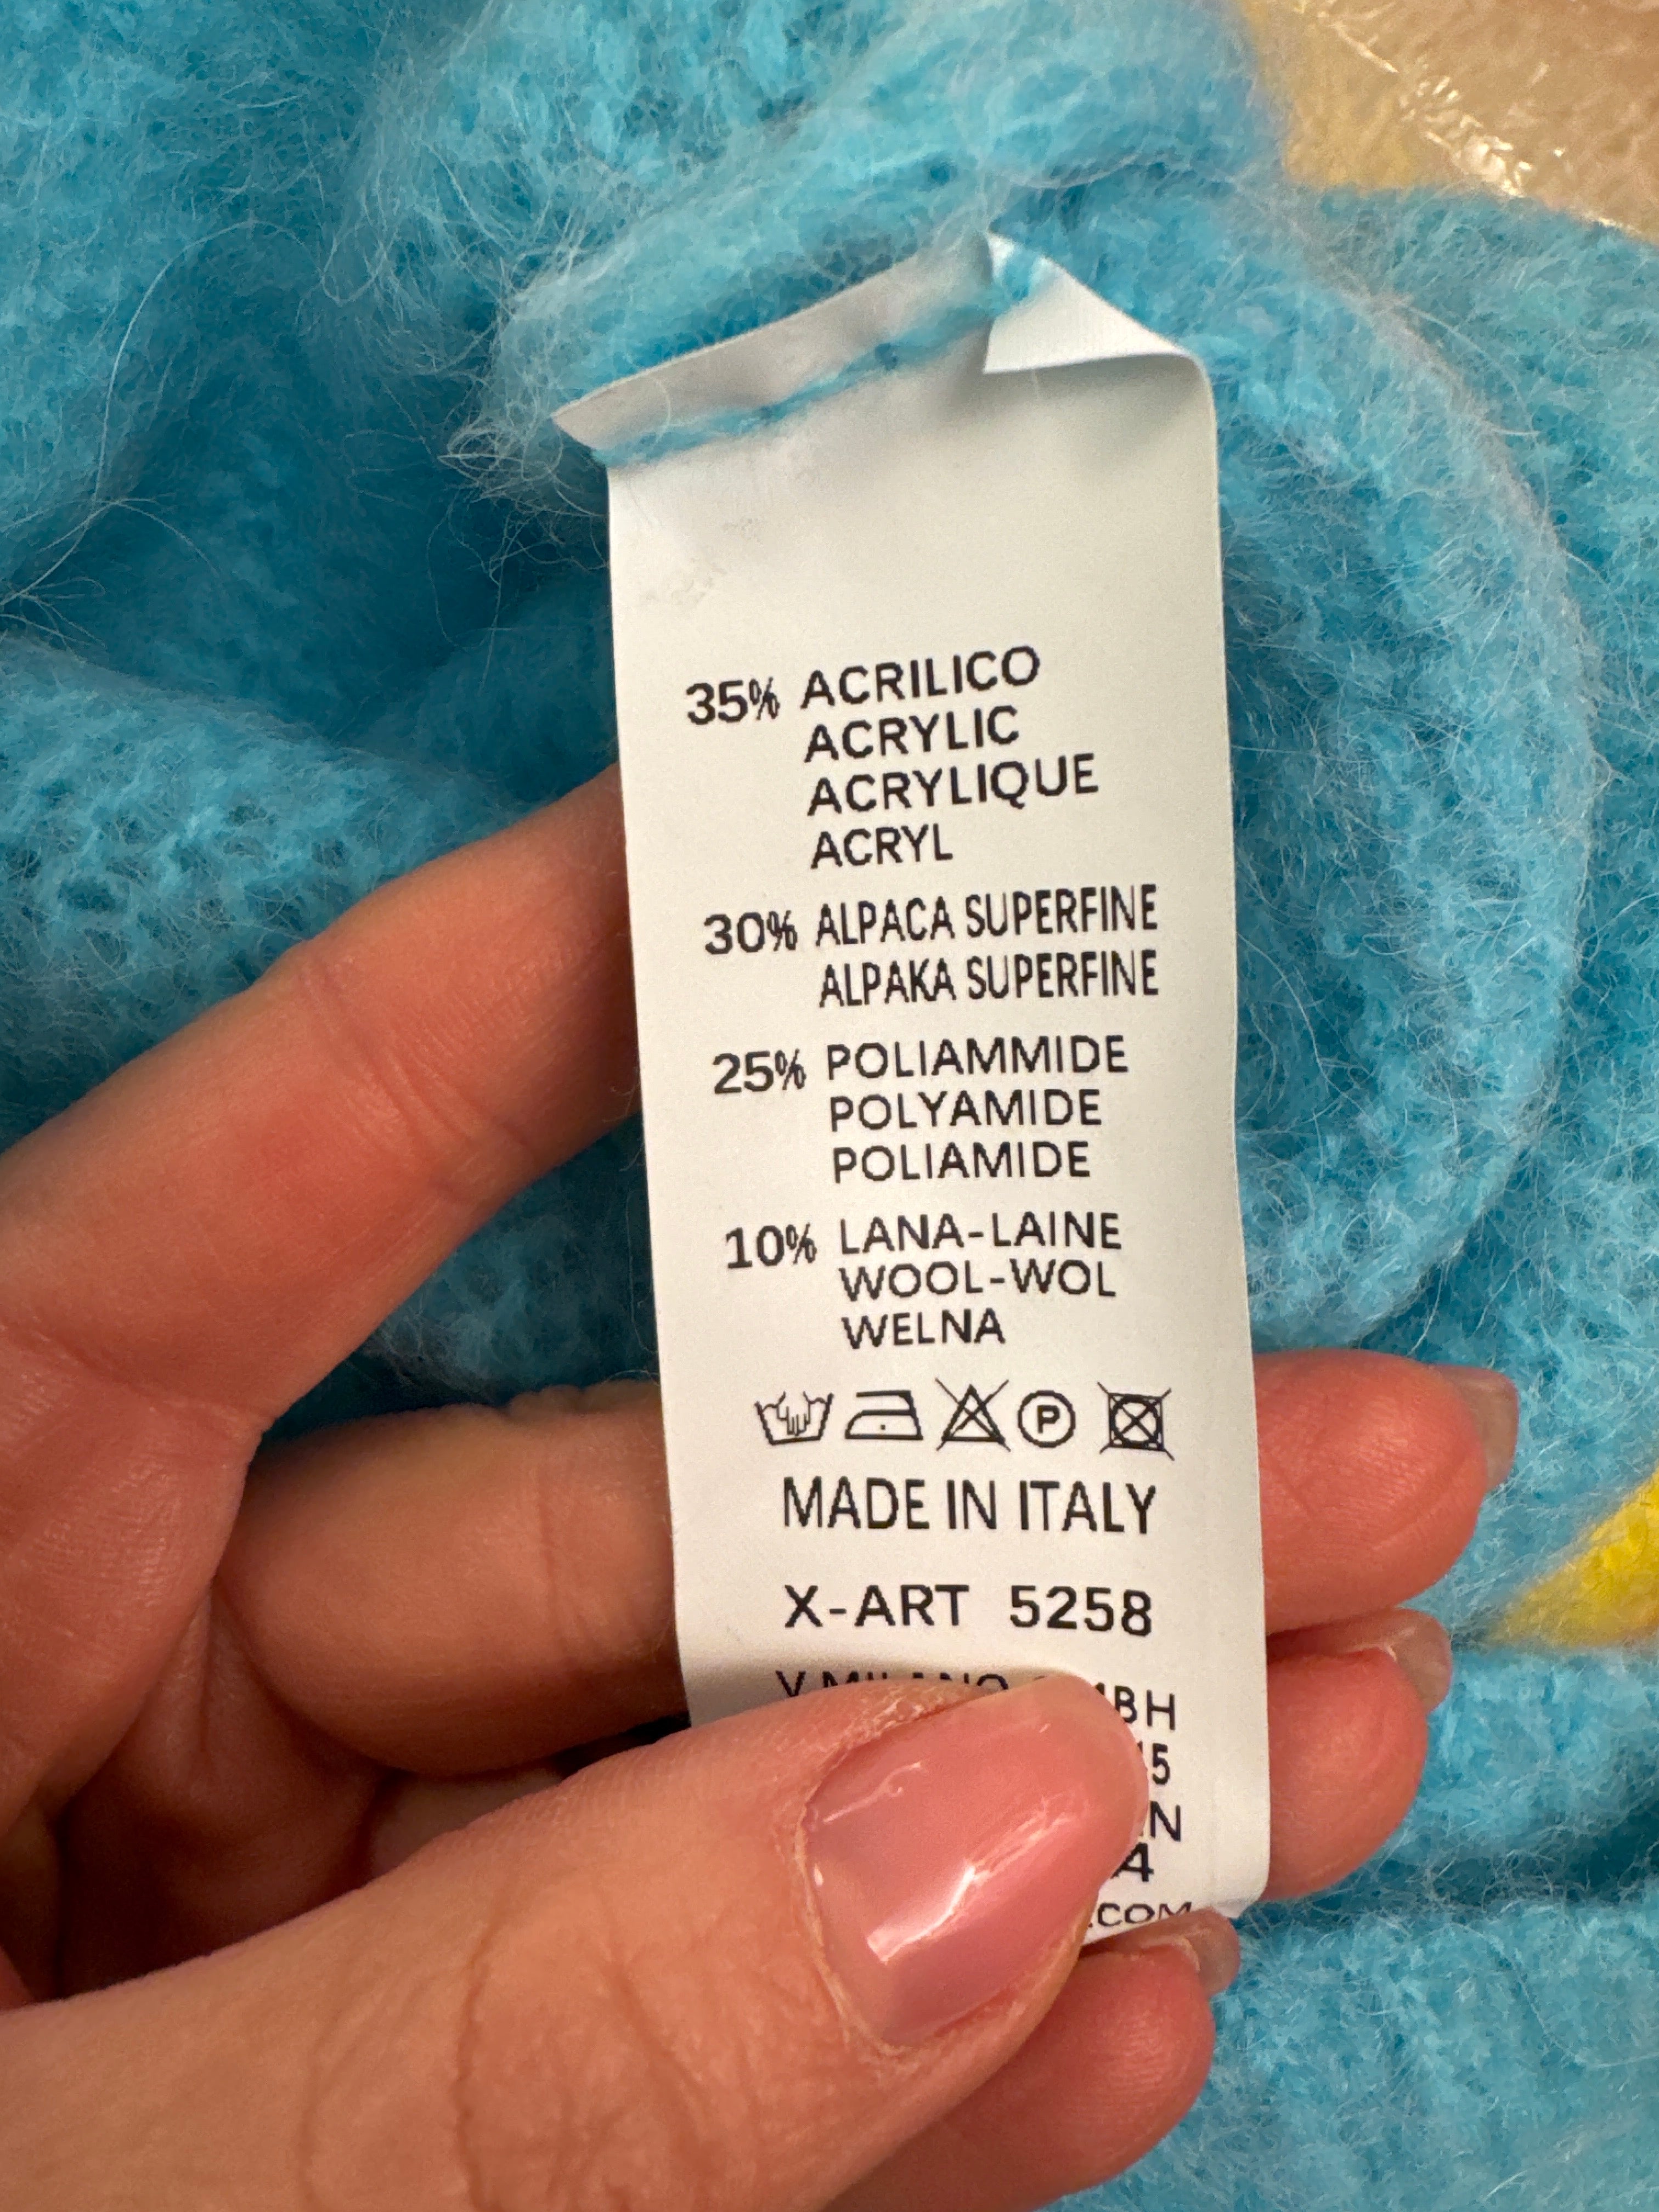 35% ACRILICO
ACRYLIC
ACRYLIQUE
ACRYL
30% ALPACA SUPERFINE
ALPAKA SUPERFINE
25% POLIAMMIDE
POLYAMIDE
POLIAMIDE
10% LANA-LAINE
WOOL-WOL
WELNA
P
MADE IN ITALY
X-ART 5258
.COM